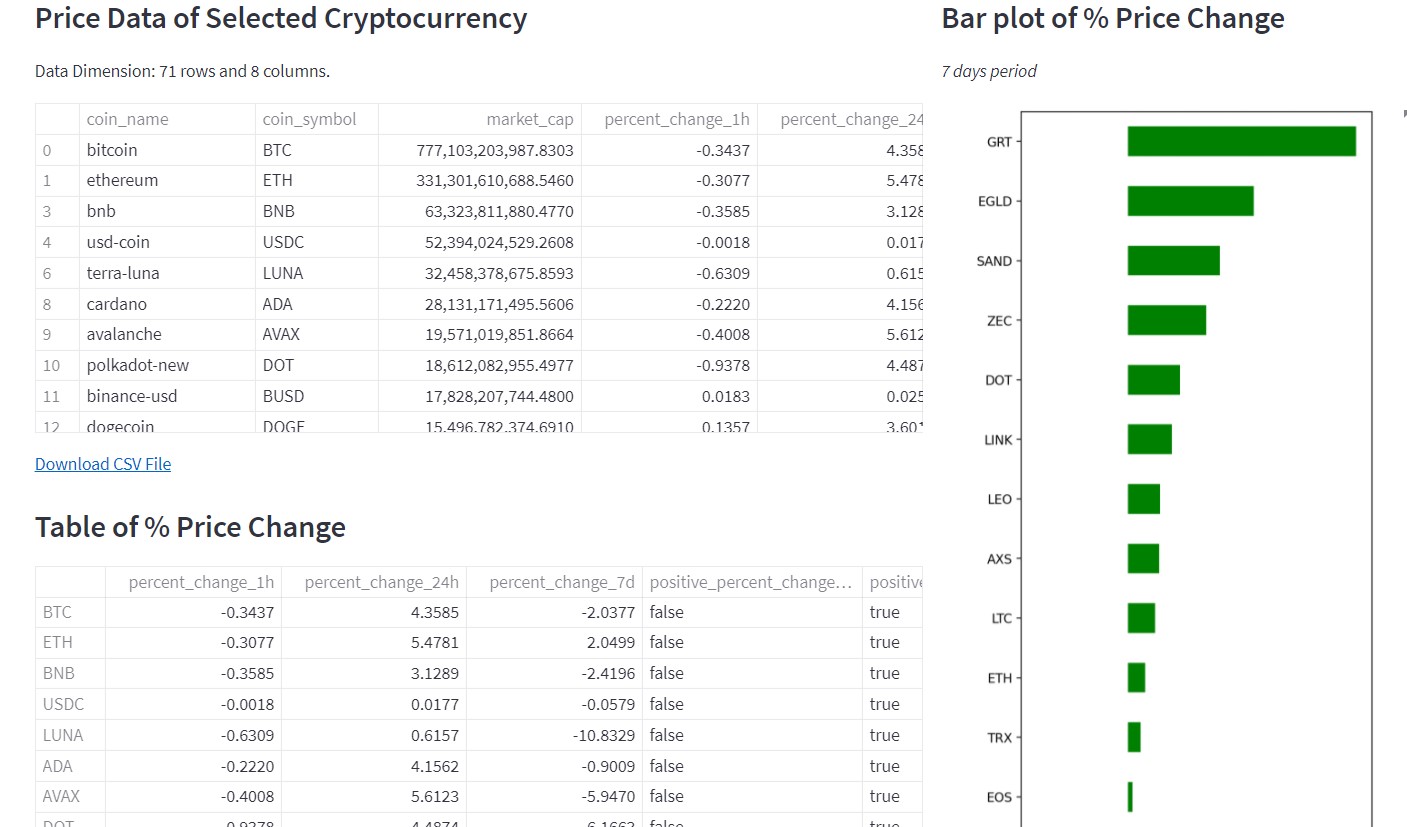 Price Data of Selected Cryptocurrency
Data Dimension: 71 rows and 8 columns.
coin_name coin_symbol market_cap percent_change_1h percent_change_24
0 bitcoin BTC 777,103,203,987.8303 -0.3437 4.358
1 ethereum ETH 331,301,610,688.5460 -0.3077 5.478
3 bnb BNB 63,323,811,880.4770 -0.3585 3.128
4 usd-coin USDC 52,394,024,529.2608 -0.0018 0.017
6 terra-luna LUNA 32,458,378,675.8593 -0.6309 0.615
8 cardano ADA 28,131,171,495.5606 -0.2220 4.156
9 avalanche AVAX 19,571,019,851.8664 -0.4008 5.612
10 polkadot-new DOT 18,612,082,955.4977 -0.9378 4.487
11 binance-usd BUSD 17,828,207,744.4800 0.0183 0.025
12 dogecoin DOGE 15,496,782,374.6910 0.1357 3.601
Download CSV File
Table of % Price Change
percent_change_1h percent_change_24h percent_change_7d positive_percent_change... positive
BTC -0.3437 4.3585 -2.0377 false true
ETH -0.3077 5.4781 2.0499 false true
BNB -0.3585 3.1289 -2.4196 false true
USDC -0.0018 0.0177 -0.0579 false true
LUNA -0.6309 0.6157 -10.8329 false true
ADA -0.2220 4.1562 -0.9009 false true
AVAX -0.4008 5.6123 -5.9470 false true
DOT 0.9378 4.4874 6.1663 false true
Bar plot of % Price Change
7 days period
GRT
EGLD
SAND
ZEC
DOT
LINK
LEO
AXS
LTC
ETH
TRX
EOS